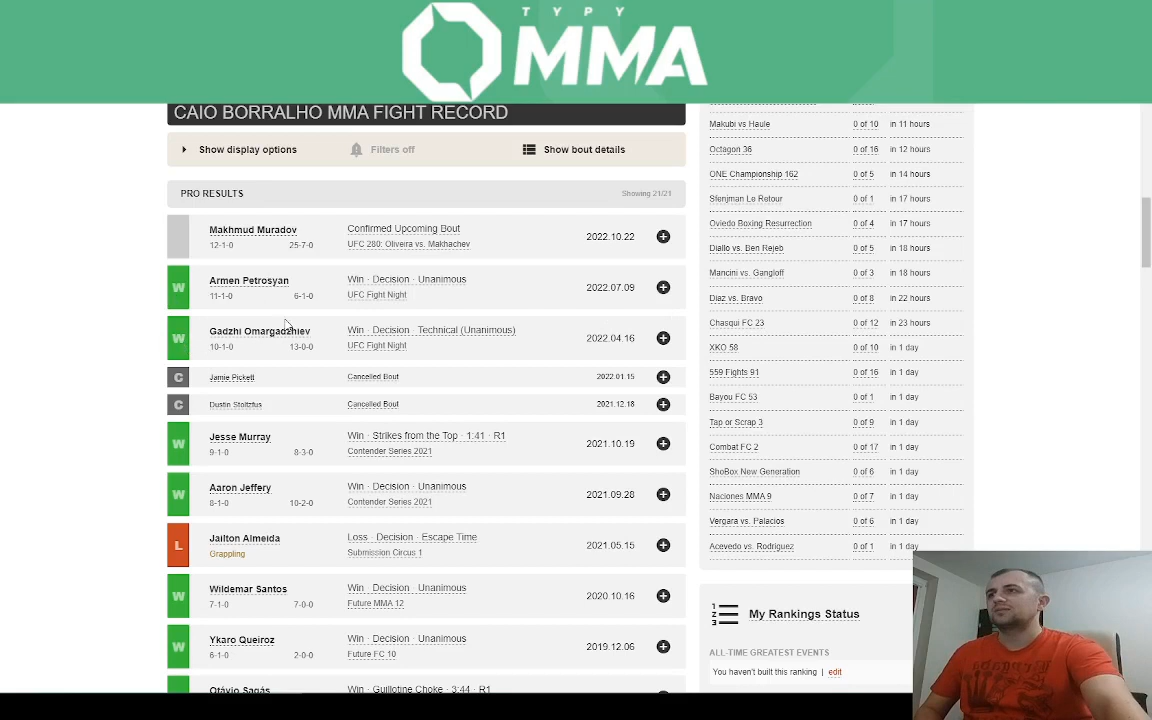 TYPY
MMA
CAIO BORRALHO MMA FIGHT RECORD
Show display options
Filters off
Show bout details
PRO RESULTS
Showing 21/21
Makhmud Muradov
Confirmed Upcoming Bout
2022.10.22
12-1-0
25-7-0
UFC 280: Oliveira vs. Makhachev
W
Armen Petrosyan
Win · Decision · Unanimous
2022.07.09
11-1-0
6-1-0
UFC Fight Night
W
Gadzhi Omargadzhiev
Win · Decision · Technical (Unanimous)
2022.04.16
10-1-0
13-0-0
UFC Fight Night
C
Jamie Pickett
Cancelled Bout
2022.01.15
C
Dustin Stoltzfus
Cancelled Bout
2021.12.18
W
Jesse Murray
Win · Strikes from the Top · 1:41 · R1
2021.10.19
9-1-0
8-3-0
Contender Series 2021
W
Aaron Jeffery
Win · Decision · Unanimous
2021.09.28
8-1-0
10-2-0
Contender Series 2021
L
Jailton Almeida
Loss · Decision · Escape Time
2021.05.15
Grappling
Submission Circus 1
W
Wildemar Santos
Win · Decision · Unanimous
2020.10.16
7-1-0
7-0-0
Future MMA 12
W
Ykaro Queiroz
Win · Decision · Unanimous
2019.12.06
6-1-0
2-0-0
Future FC 10
Otávio Sagás
Win · Guillotine Choke · 3:44 · R1
Makubi vs Haule 0 of 10 in 11 hours
Octagon 36 0 of 16 in 12 hours
ONE Championship 162 0 of 5 in 14 hours
Sfenjman Le Retour 0 of 1 in 17 hours
Oviedo Boxing Resurrection 0 of 4 in 17 hours
Diallo vs. Ben Rejeb 0 of 5 in 18 hours
Mancini vs. Gangloff 0 of 3 in 18 hours
Diaz vs. Bravo 0 of 8 in 22 hours
Chasqui FC 23 0 of 12 in 23 hours
XKO 58 0 of 10 in 1 day
559 Fights 91 0 of 16 in 1 day
Bayou FC 53 0 of 1 in 1 day
Tap or Scrap 3 0 of 9 in 1 day
Combat FC 2 0 of 17 in 1 day
ShoBox New Generation 0 of 6 in 1 day
Naciones MMA 9 0 of 7 in 1 day
Vergara vs. Palacios 0 of 6 in 1 day
Acevedo vs. Rodriguez 0 of 1 in 1 day
1
2
3
My Rankings Status
ALL-TIME GREATEST EVENTS
You haven't built this ranking | edit